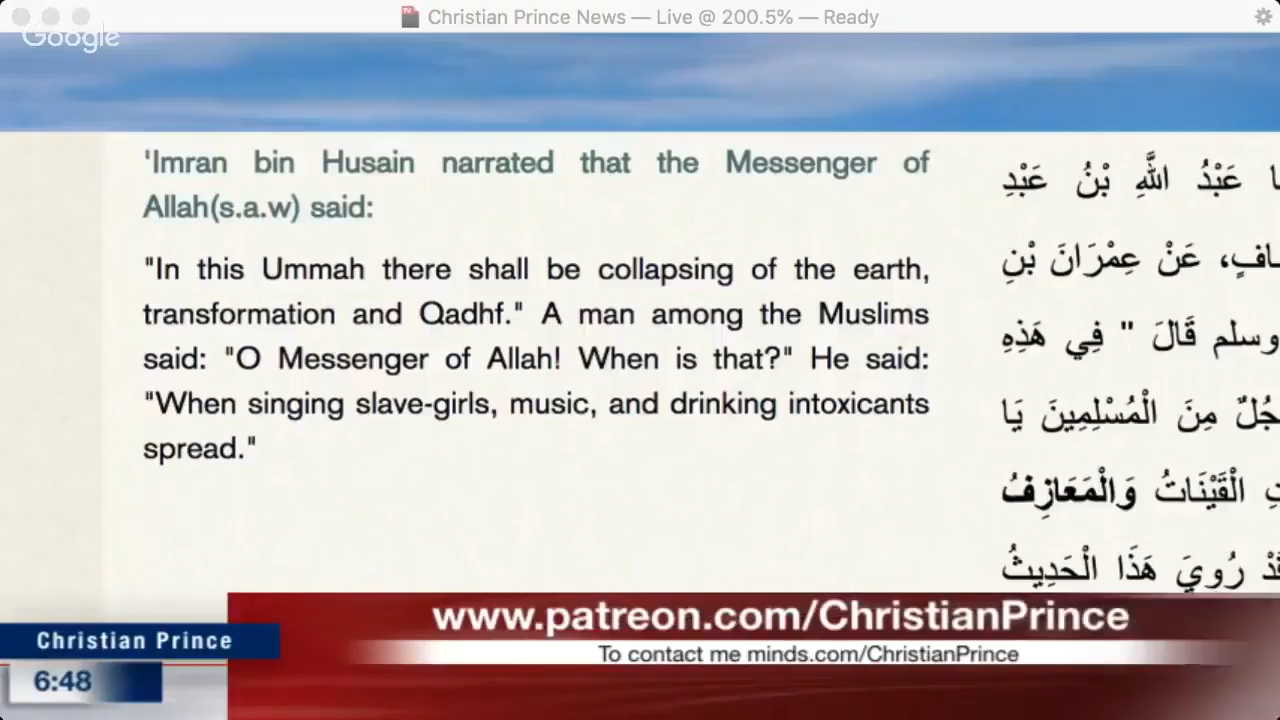 Christian Prince News — Live @ 200.5% — Ready
Google
'Imran bin Husain narrated that the Messenger of
Allah(s.a.w) said:
"In this Ummah there shall be collapsing of the earth,
transformation and Qadhf." A man among the Muslims
said: "O Messenger of Allah! When is that?" He said:
"When singing slave-girls, music, and drinking intoxicants
spread."
عَبْدُ اللَّهِ بْنُ عَبْدِ
عَنْ عِمْرَانَ بْنِ
وسلم قَالَ " فِي هَذِهِ
مِنَ الْمُسْلِمِينَ يَا
الْقَيْنَاتُ وَالْمَعَازِفُ
رُوِيَ هَذَا الْحَدِيثُ
www.patreon.com/ChristianPrince
To contact me minds.com/ChristianPrince
Christian Prince
6:48